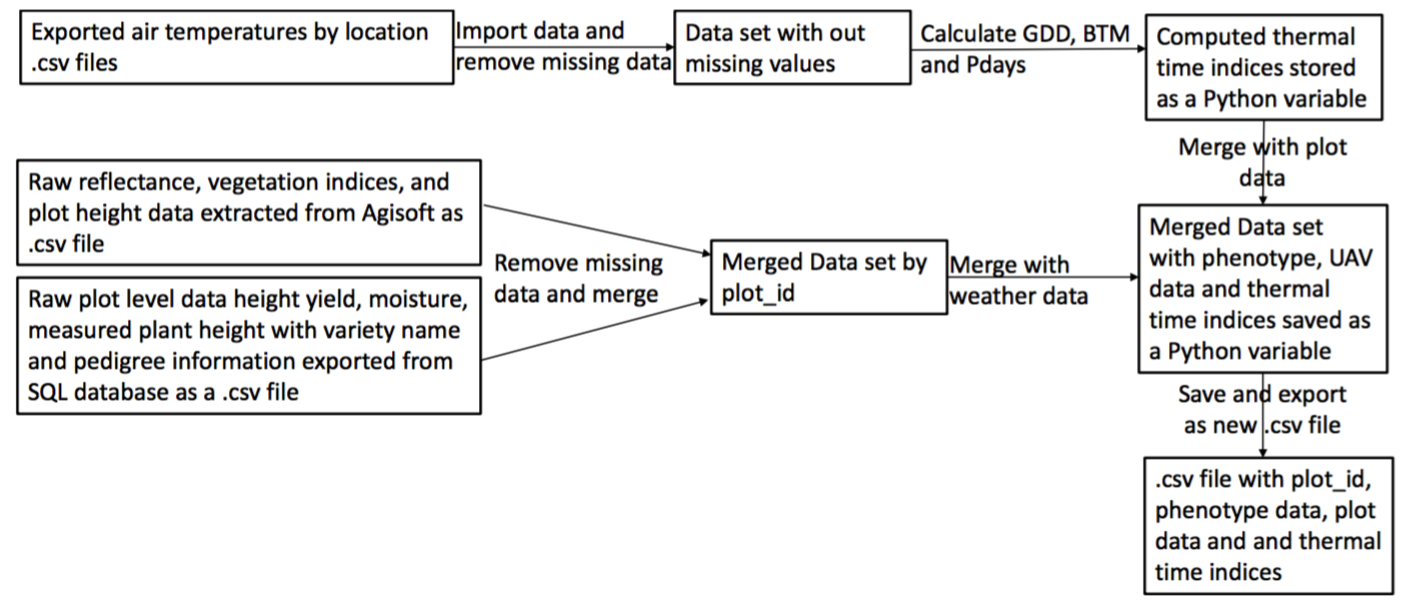 Exported air temperatures by location
.csv files
Import data and
remove missing data
Data set with out
missing values
Calculate GDD, BTM
and Pdays
Computed thermal
time indices stored
as a Python variable
Merge with plot
data
Raw reflectance, vegetation indices, and
plot height data extracted from Agisoft as
.csv file
Raw plot level data height yield, moisture,
measured plant height with variety name
and pedigree information exported from
SQL database as a .csv file
Remove missing
data and merge
Merged Data set by
plot_id
Merge with
weather data
Merged Data set
with phenotype, UAV
data and thermal
time indices saved as
a Python variable
Save and export
as new .csv file
.csv file with plot_id,
phenotype data, plot
data and and thermal
time indices